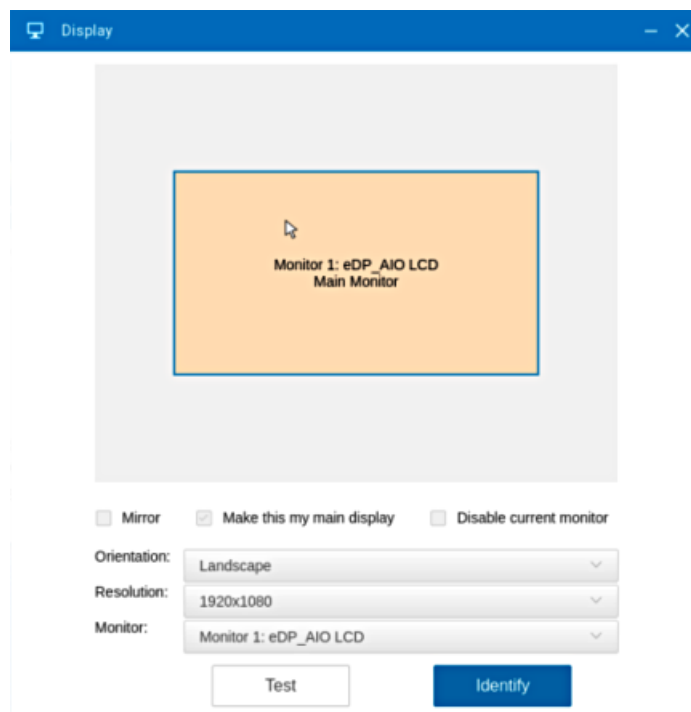 Display
Monitor 1: eDP_AIO LCD
Main Monitor
Mirror Make this my main display Disable current monitor
Orientation: Landscape
Resolution: 1920x1080
Monitor: Monitor 1: eDP_AIO LCD
Test Identify